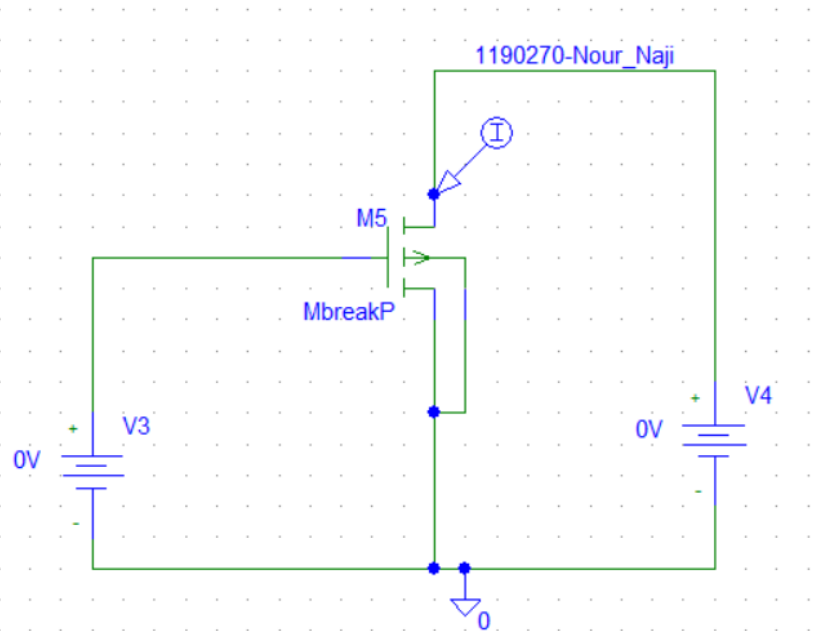 1190270-Nour_Naji
I
M5
MbreakP
+
V3
0V
-
+
V4
0V
-
0